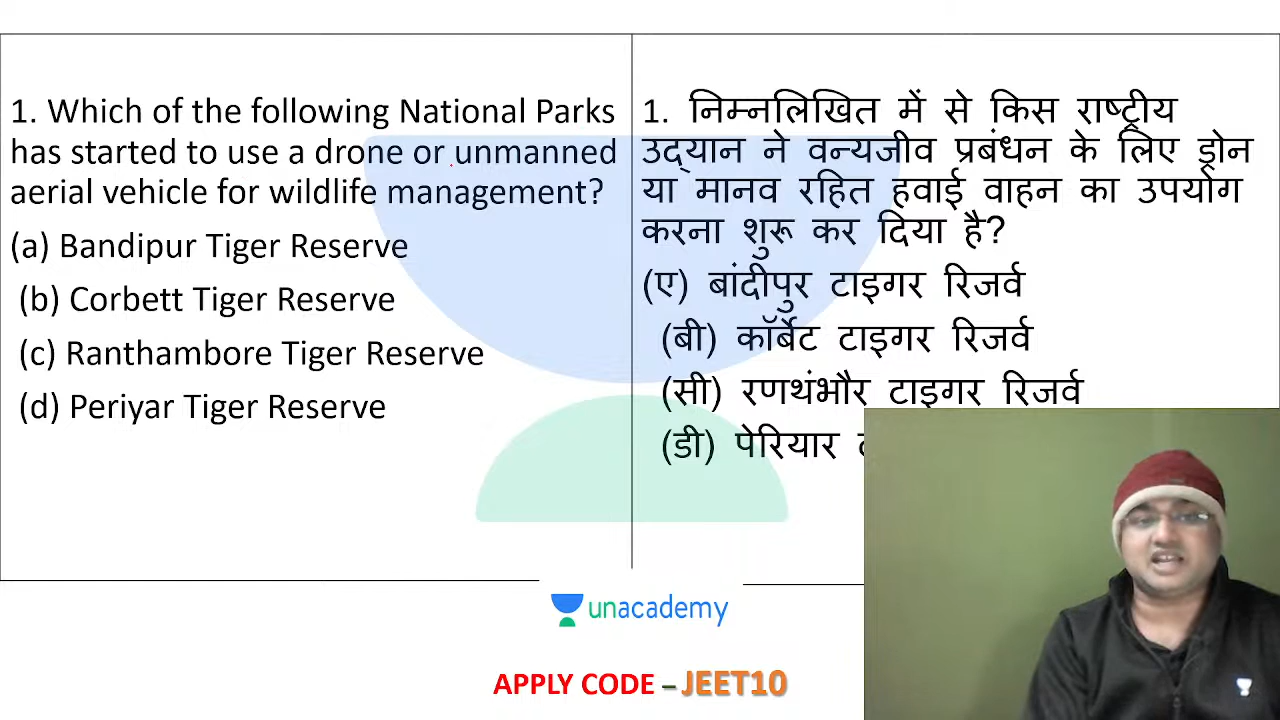 1. Which of the following National Parks
has started to use a drone or unmanned
aerial vehicle for wildlife management?
(a) Bandipur Tiger Reserve
(b) Corbett Tiger Reserve
(c) Ranthambore Tiger Reserve
(d) Periyar Tiger Reserve
1. निम्नलिखित में से किस राष्ट्रीय
उद्यान ने वन्यजीव प्रबंधन के लिए ड्रोन
या मानव रहित हवाई वाहन का उपयोग
करना शुरू कर दिया है?
(ए) बांदीपुर टाइगर रिजर्व
(बी) कॉर्बेट टाइगर रिजर्व
(सी) रणथंभौर टाइगर रिजर्व
(डी) पेरियार
unacademy
APPLY CODE – JEET10